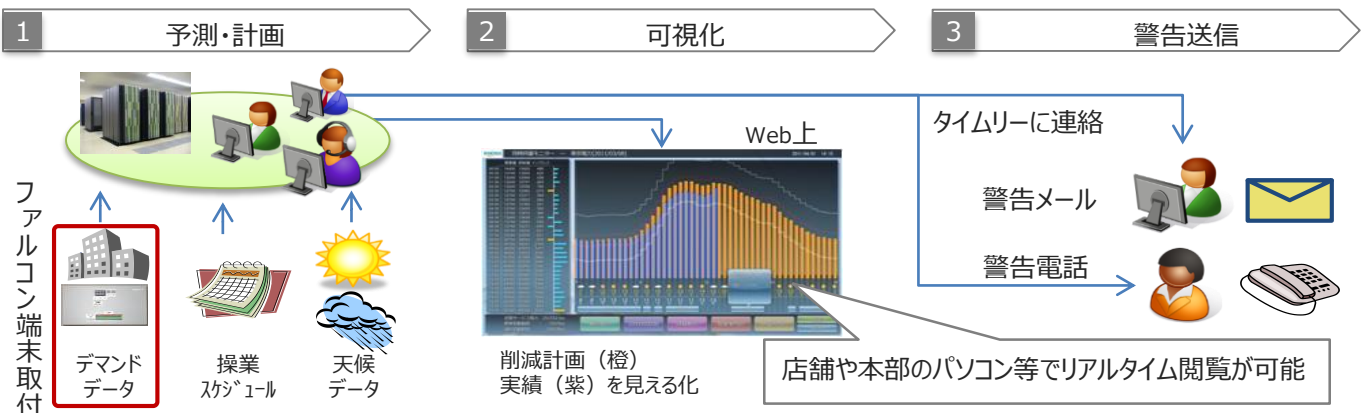 1 予測・計画
2 可視化
3 警告送信
Web上
タイムリーに連絡
警告メール
警告電話
ファルコン端末取付
デマンド
データ
操業
ｽｹｼﾞｭｰﾙ
天候
データ
削減計画（橙）
実績（紫）を見える化
店舗や本部のパソコン等でリアルタイム閲覧が可能